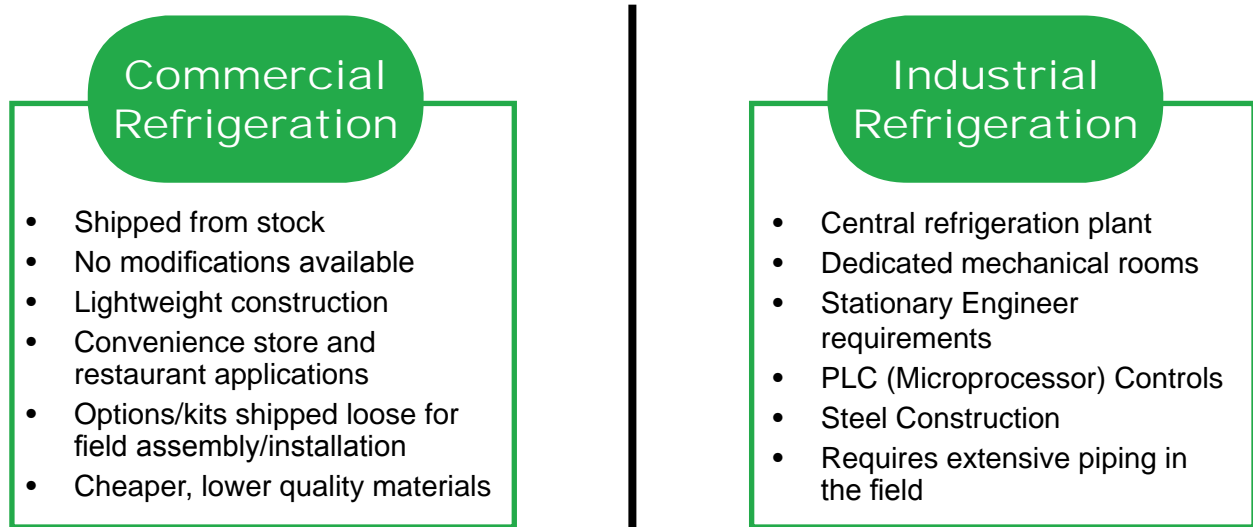 Commercial
Refrigeration
• Shipped from stock
• No modifications available
• Lightweight construction
• Convenience store and
restaurant applications
• Options/kits shipped loose for
field assembly/installation
• Cheaper, lower quality materials
Industrial
Refrigeration
• Central refrigeration plant
• Dedicated mechanical rooms
• Stationary Engineer
requirements
• PLC (Microprocessor) Controls
• Steel Construction
• Requires extensive piping in
the field